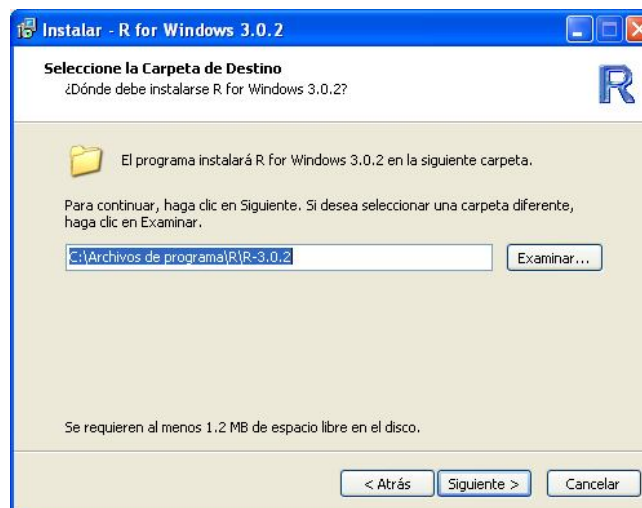 Instalar - R for Windows 3.0.2
Seleccione la Carpeta de Destino
¿Dónde debe instalarse R for Windows 3.0.2?
R
El programa instalará R for Windows 3.0.2 en la siguiente carpeta.
Para continuar, haga clic en Siguiente. Si desea seleccionar una carpeta diferente,
haga clic en Examinar.
C:\Archivos de programa\R\R-3.0.2
Examinar...
Se requieren al menos 1.2 MB de espacio libre en el disco.
< Atrás
Siguiente >
Cancelar